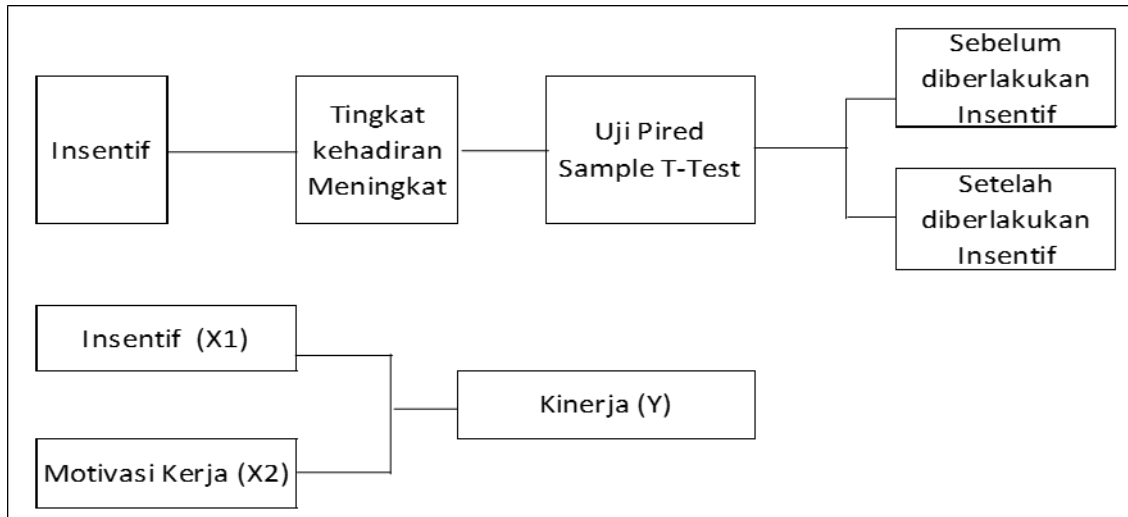 Insentif
Tingkat
kehadiran
Meningkat
Uji Pired
Sample T-Test
Sebelum
diberlakukan
Insentif
Setelah
diberlakukan
Insentif
Insentif (X1)
Motivasi Kerja (X2)
Kinerja (Y)